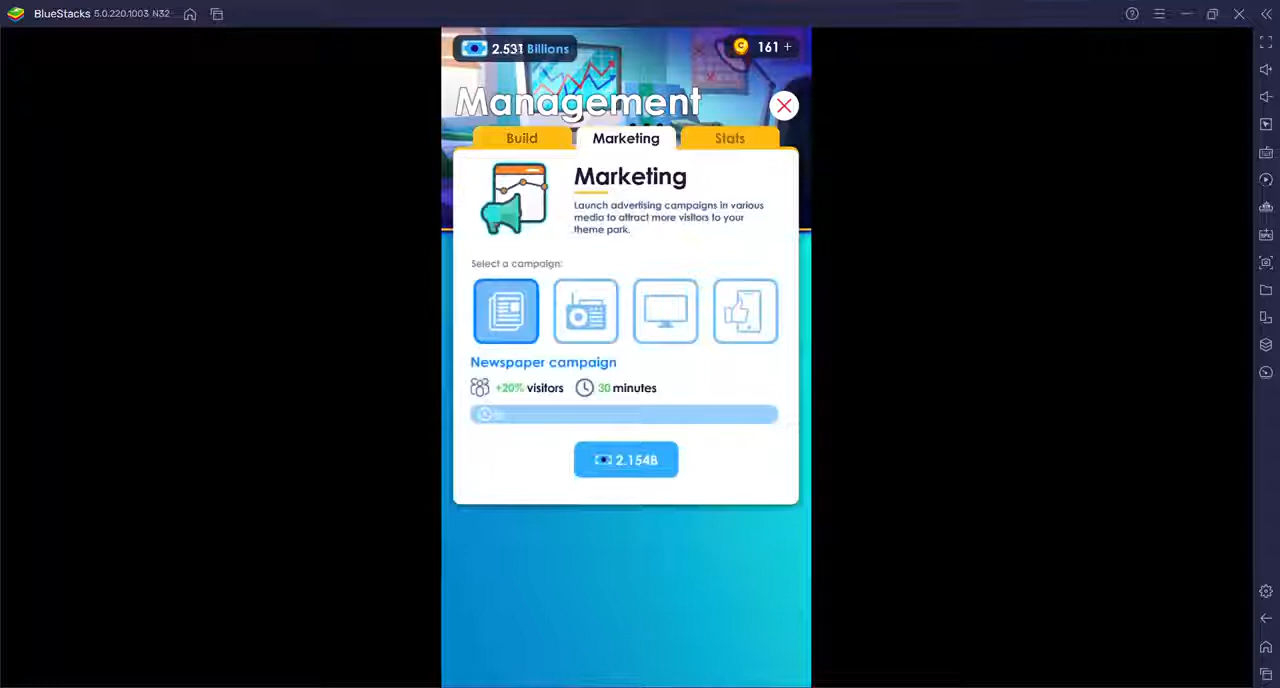 BlueStacks 5.0.220.1003 N32
2.531 Billions
161 +
Management
Build
Marketing
Stats
Marketing
Launch advertising campaigns in various
media to attract more visitors to your
theme park.
Select a campaign:
Newspaper campaign
+20% visitors 30 minutes
2.154B